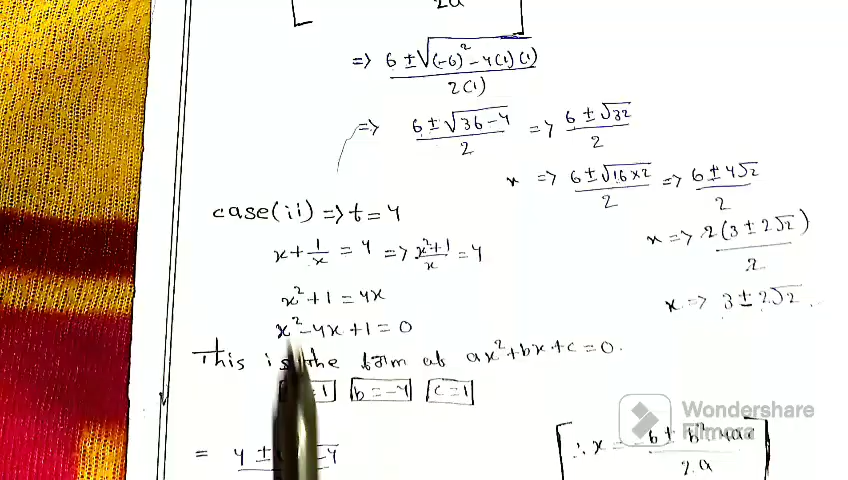 2a
=> 6 ± √(-6)² - 4(1)(1) / 2(1)
=> 6 ± √36-4 / 2 => 6 ± √32 / 2
x => 6 ± √16×2 / 2 => 6 ± 4√2 / 2
case(ii) => t = 4
x => 2(3 ± 2√2) / 2
x + 1/x = 4 => x²+1 / x = 4
x² + 1 = 4x
x => 3 ± 2√2
x² - 4x + 1 = 0
This is the form of ax² + bx + c = 0.
=1 b = -4 c = 1
Wondershare
Filmora
= 4 ±
∴ x =
2a